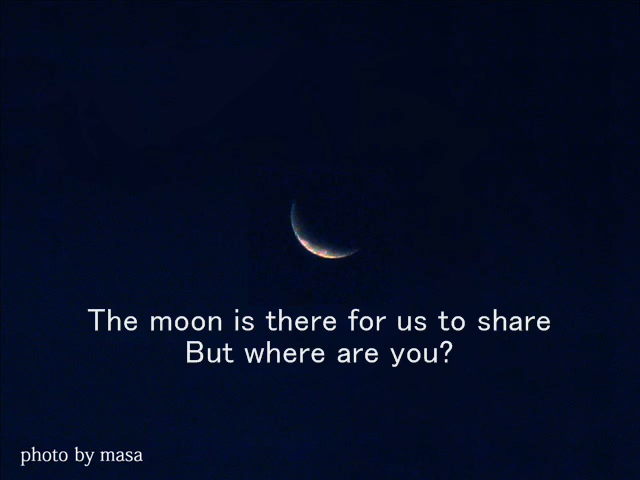 The moon is there for us to share
But where are you?
photo by masa